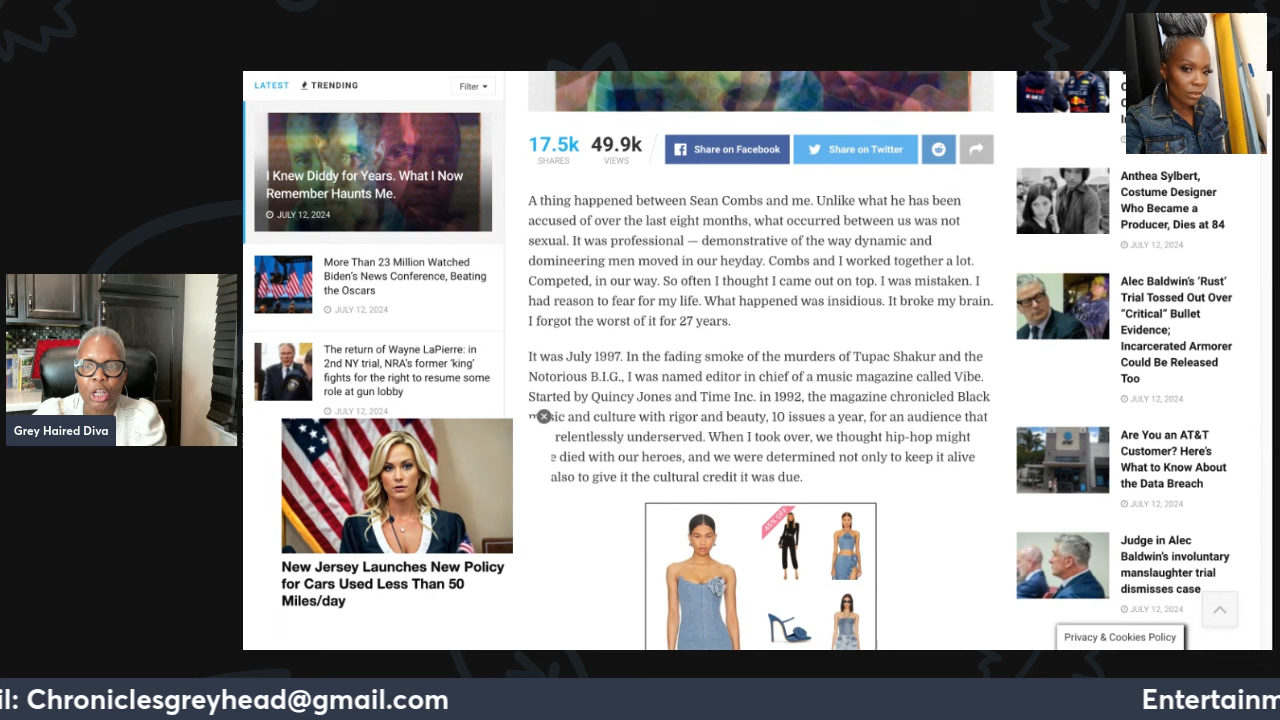 LATEST TRENDING Filter
I Knew Diddy for Years. What I Now
Remember Haunts Me.
JULY 12, 2024
More Than 23 Million Watched
Biden's News Conference, Beating
the Oscars
JULY 12, 2024
The return of Wayne LaPierre: in
2nd NY trial, NRA's former 'king'
fights for the right to resume some
role at gun lobby
JULY 12, 2024
New Jersey Launches New Policy
for Cars Used Less Than 50
Miles/day
17.5k
SHARES
49.9k
VIEWS
Share on Facebook
Share on Twitter
A thing happened between Sean Combs and me. Unlike what he has been
accused of over the last eight months, what occurred between us was not
sexual. It was professional — demonstrative of the way dynamic and
domineering men moved in our heyday. Combs and I worked together a lot.
Competed, in our way. So often I thought I came out on top. I was mistaken. I
had reason to fear for my life. What happened was insidious. It broke my brain.
I forgot the worst of it for 27 years.
It was July 1997. In the fading smoke of the murders of Tupac Shakur and the
Notorious B.I.G., I was named editor in chief of a music magazine called Vibe.
Started by Quincy Jones and Time Inc. in 1992, the magazine chronicled Black
and culture with rigor and beauty, 10 issues a year, for an audience that
relentlessly underserved. When I took over, we thought hip-hop might
e died with our heroes, and we were determined not only to keep it alive
also to give it the cultural credit it was due.
45% OFF
Anthea Sylbert,
Costume Designer
Who Became a
Producer, Dies at 84
JULY 12, 2024
Alec Baldwin's 'Rust'
Trial Tossed Out Over
"Critical" Bullet
Evidence;
Incarcerated Armorer
Could Be Released
Too
JULY 12, 2024
Are You an AT&T
Customer? Here's
What to Know About
the Data Breach
JULY 12, 2024
Judge in Alec
Baldwin's involuntary
manslaughter trial
dismisses case
JULY 12, 2024
Privacy & Cookies Policy
Grey Haired Diva
il: Chroniclesgreyhead@gmail.com
Entertainm